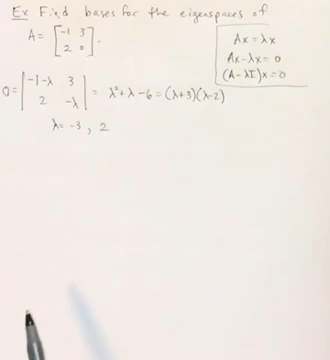 Ex Find bases for the eigenspaces of
A = [-1 3
2 0].
Ax = λx
Ax - λx = 0
(A - λI)x = 0
0 = |-1-λ 3
2 -λ| = λ² + λ - 6 = (λ+3)(λ-2)
λ = -3, 2